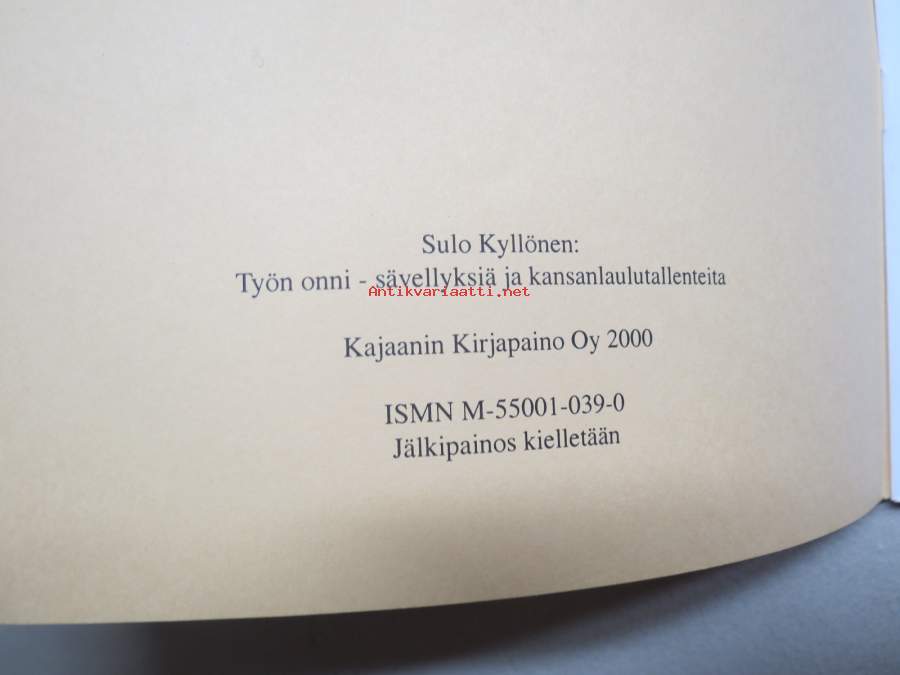 Sulo Kyllönen:
Työn onni - sävellyksiä ja kansanlaulutallenteita
Antikvariaatti.net
Kajaanin Kirjapaino Oy 2000
ISMN M-55001-039-0
Jälkipainos kielletään